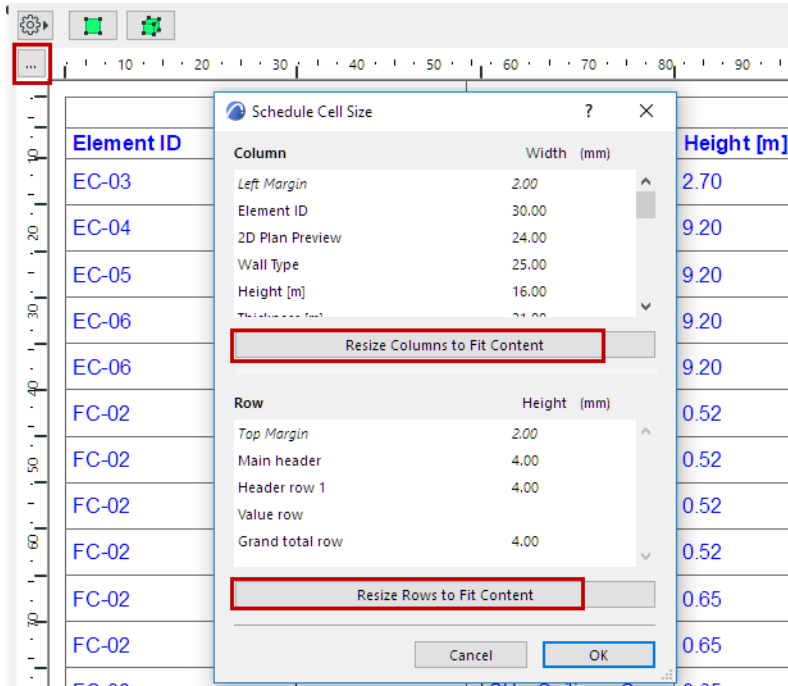 ...
10 20 30 40 50 60 70 80 90
Schedule Cell Size ? ×
Element ID
Height [m]
Column Width (mm)
Left Margin 2.00
Element ID 30.00
2D Plan Preview 24.00
Wall Type 25.00
Height [m] 16.00
Resize Columns to Fit Content
Row Height (mm)
Top Margin 2.00
Main header 4.00
Header row 1 4.00
Value row
Grand total row 4.00
Resize Rows to Fit Content
Cancel OK
EC-03 2.70
EC-04 9.20
EC-05 9.20
EC-06 9.20
EC-06 9.20
FC-02 0.52
FC-02 0.52
FC-02 0.52
FC-02 0.52
FC-02 0.65
FC-02 0.65
10
20
30
40
50
60
70